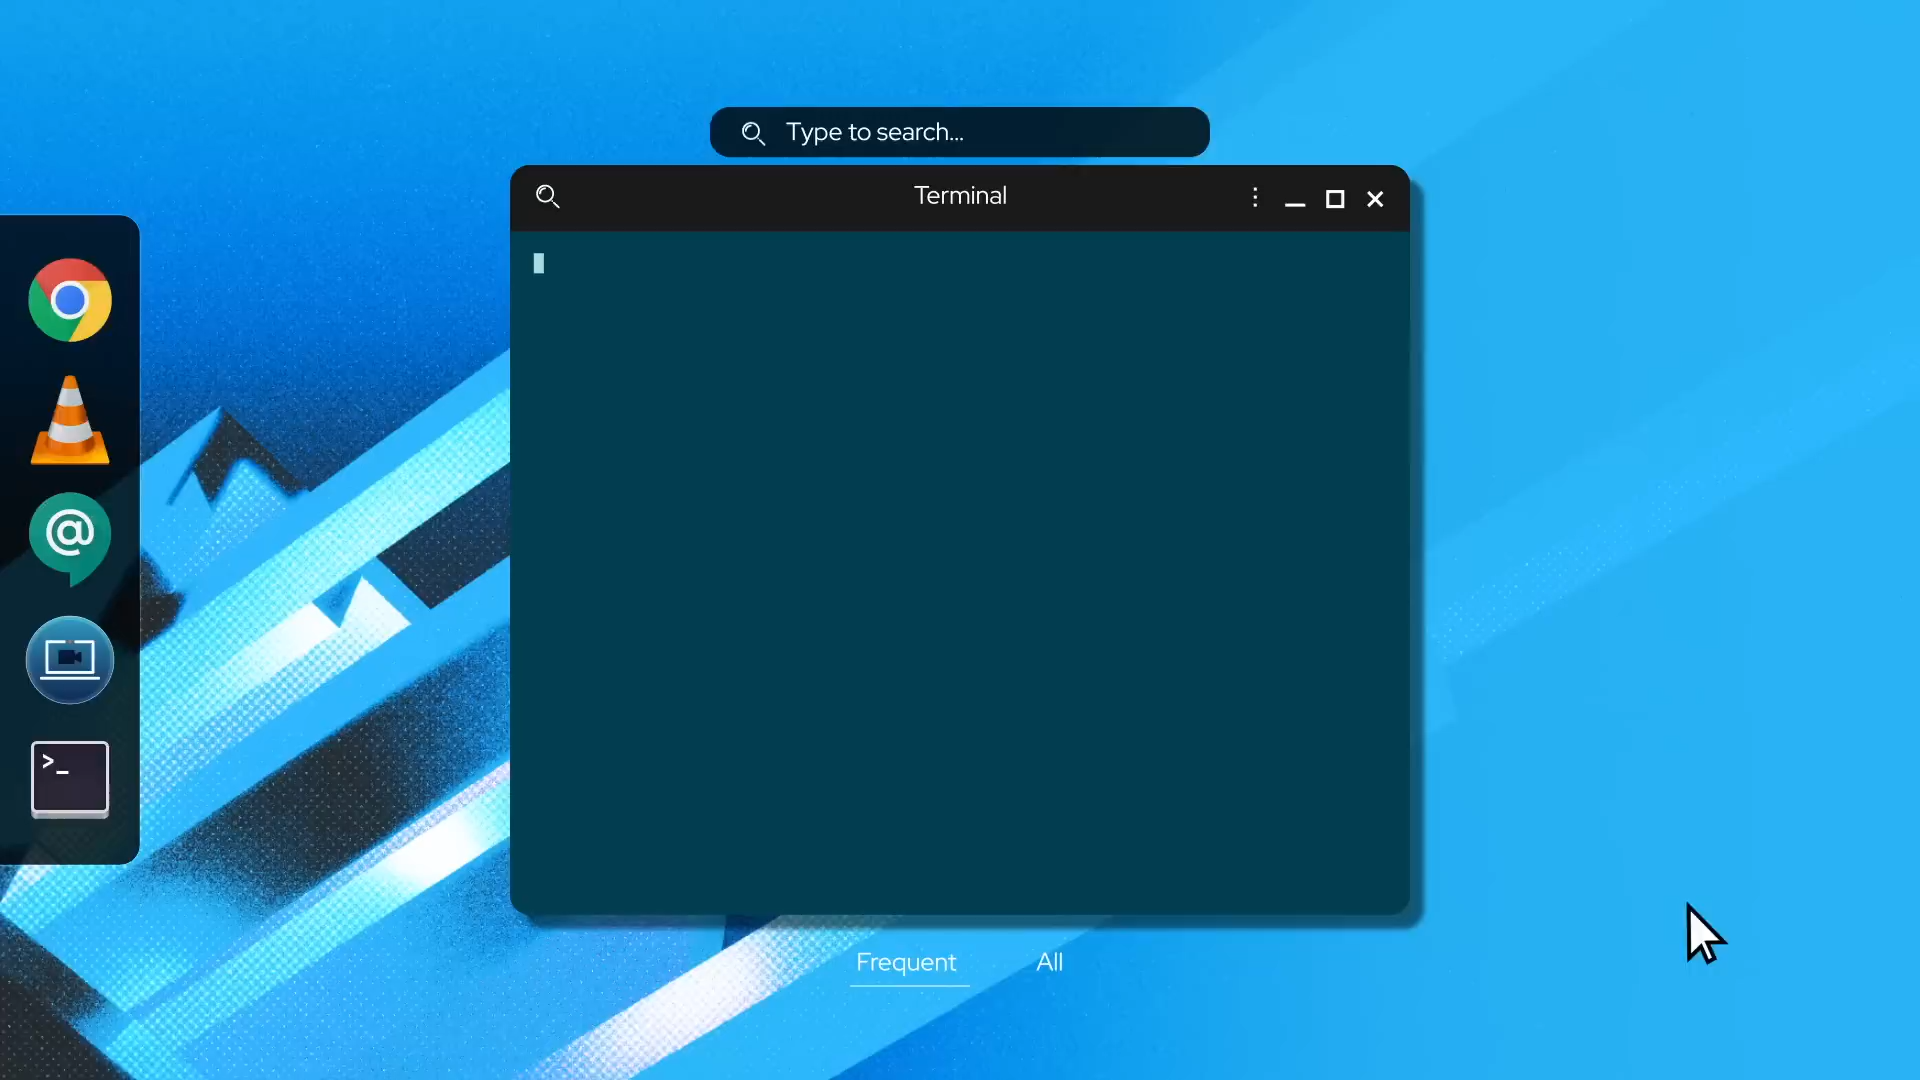 Type to search...
Terminal
@
>_
Frequent
All